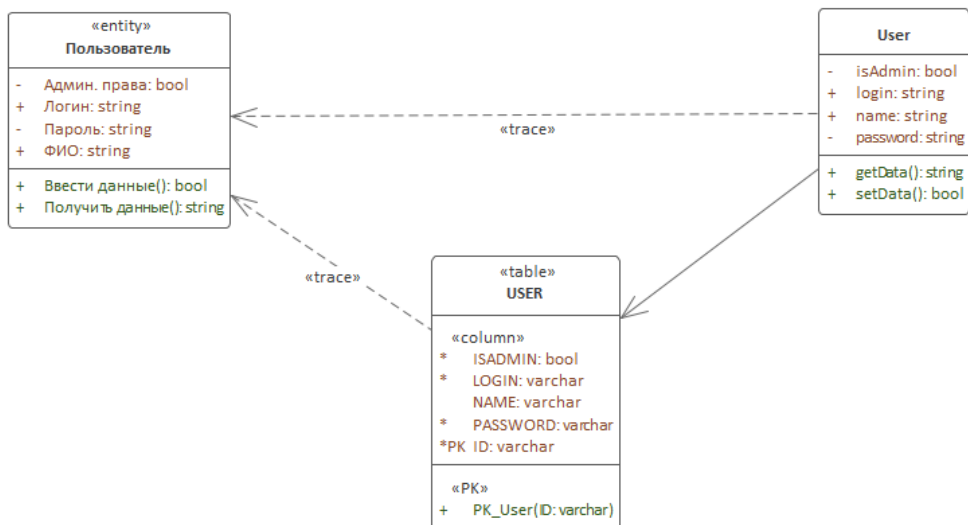 «entity»
Пользователь
- Админ. права: bool
+ Логин: string
- Пароль: string
+ ФИО: string
+ Ввести данные(): bool
+ Получить данные(): string
User
- isAdmin: bool
+ login: string
+ name: string
- password: string
+ getData(): string
+ setData(): bool
«trace»
«trace»
«table»
USER
«column»
* ISADMIN: bool
* LOGIN: varchar
NAME: varchar
* PASSWORD: varchar
*PK ID: varchar
«PK»
+ PK_User(ID: varchar)